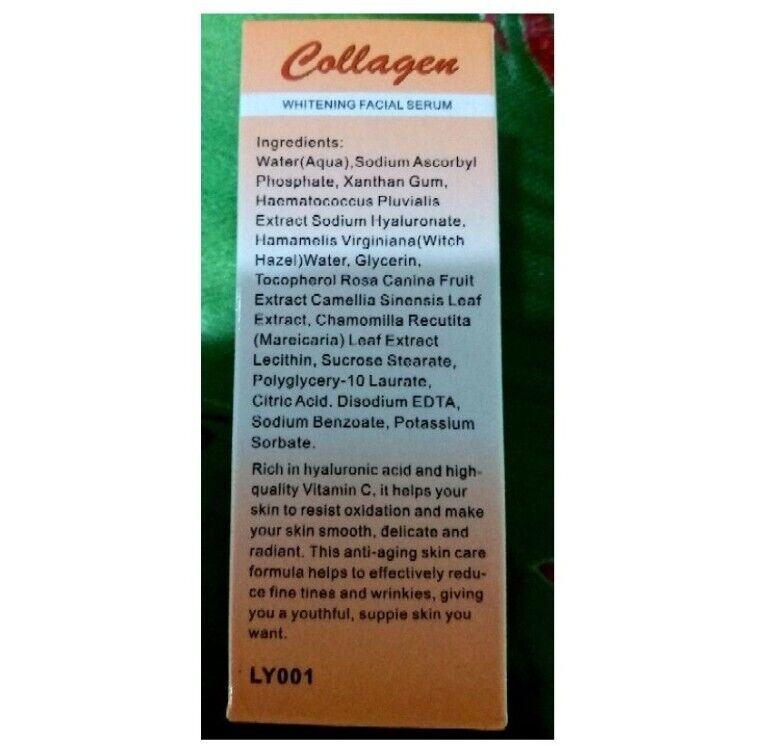 Collagen
WHITENING FACIAL SERUM
Ingredients:
Water(Aqua),Sodium Ascorbyl
Phosphate, Xanthan Gum,
Haematococcus Pluvialis
Extract Sodium Hyaluronate,
Hamamelis Virginiana(Witch
Hazel)Water, Glycerin,
Tocopherol Rosa Canina Fruit
Extract Camellia Sinensis Leaf
Extract, Chamomilla Recutita
(Mareicaria) Leaf Extract
Lecithin, Sucrose Stearate,
Polyglycery-10 Laurate,
Citric Acid. Disodium EDTA,
Sodium Benzoate, Potassium
Sorbate.
Rich in hyaluronic acid and high-
quality Vitamin C, it helps your
skin to resist oxidation and make
your skin smooth, delicate and
radiant. This anti-aging skin care
formula helps to effectively redu-
ce fine tines and wrinkies, giving
you a youthful, suppie skin you
want.
LY001